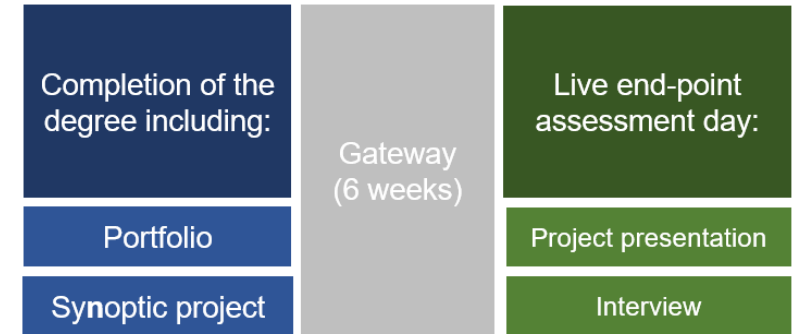 Completion of the
degree including:
Portfolio
Synoptic project
Gateway
(6 weeks)
Live end-point
assessment day:
Project presentation
Interview